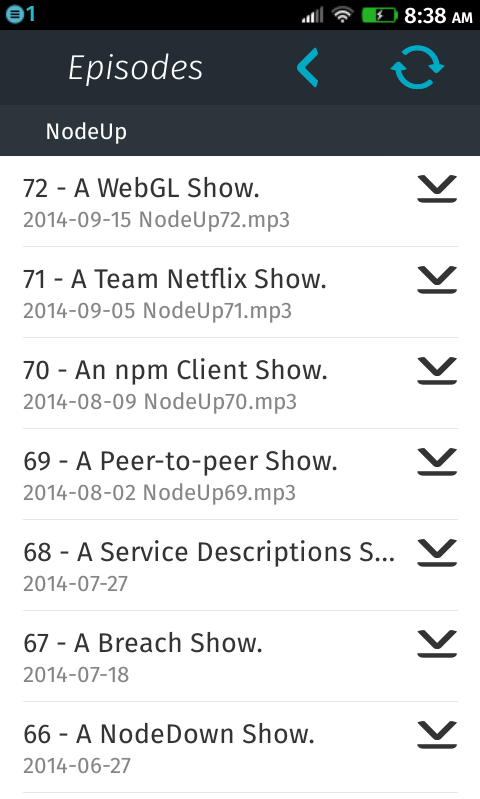 1
8:38 AM
Episodes
NodeUp
72 - A WebGL Show.
2014-09-15 NodeUp72.mp3
71 - A Team Netflix Show.
2014-09-05 NodeUp71.mp3
70 - An npm Client Show.
2014-08-09 NodeUp70.mp3
69 - A Peer-to-peer Show.
2014-08-02 NodeUp69.mp3
68 - A Service Descriptions S...
2014-07-27
67 - A Breach Show.
2014-07-18
66 - A NodeDown Show.
2014-06-27